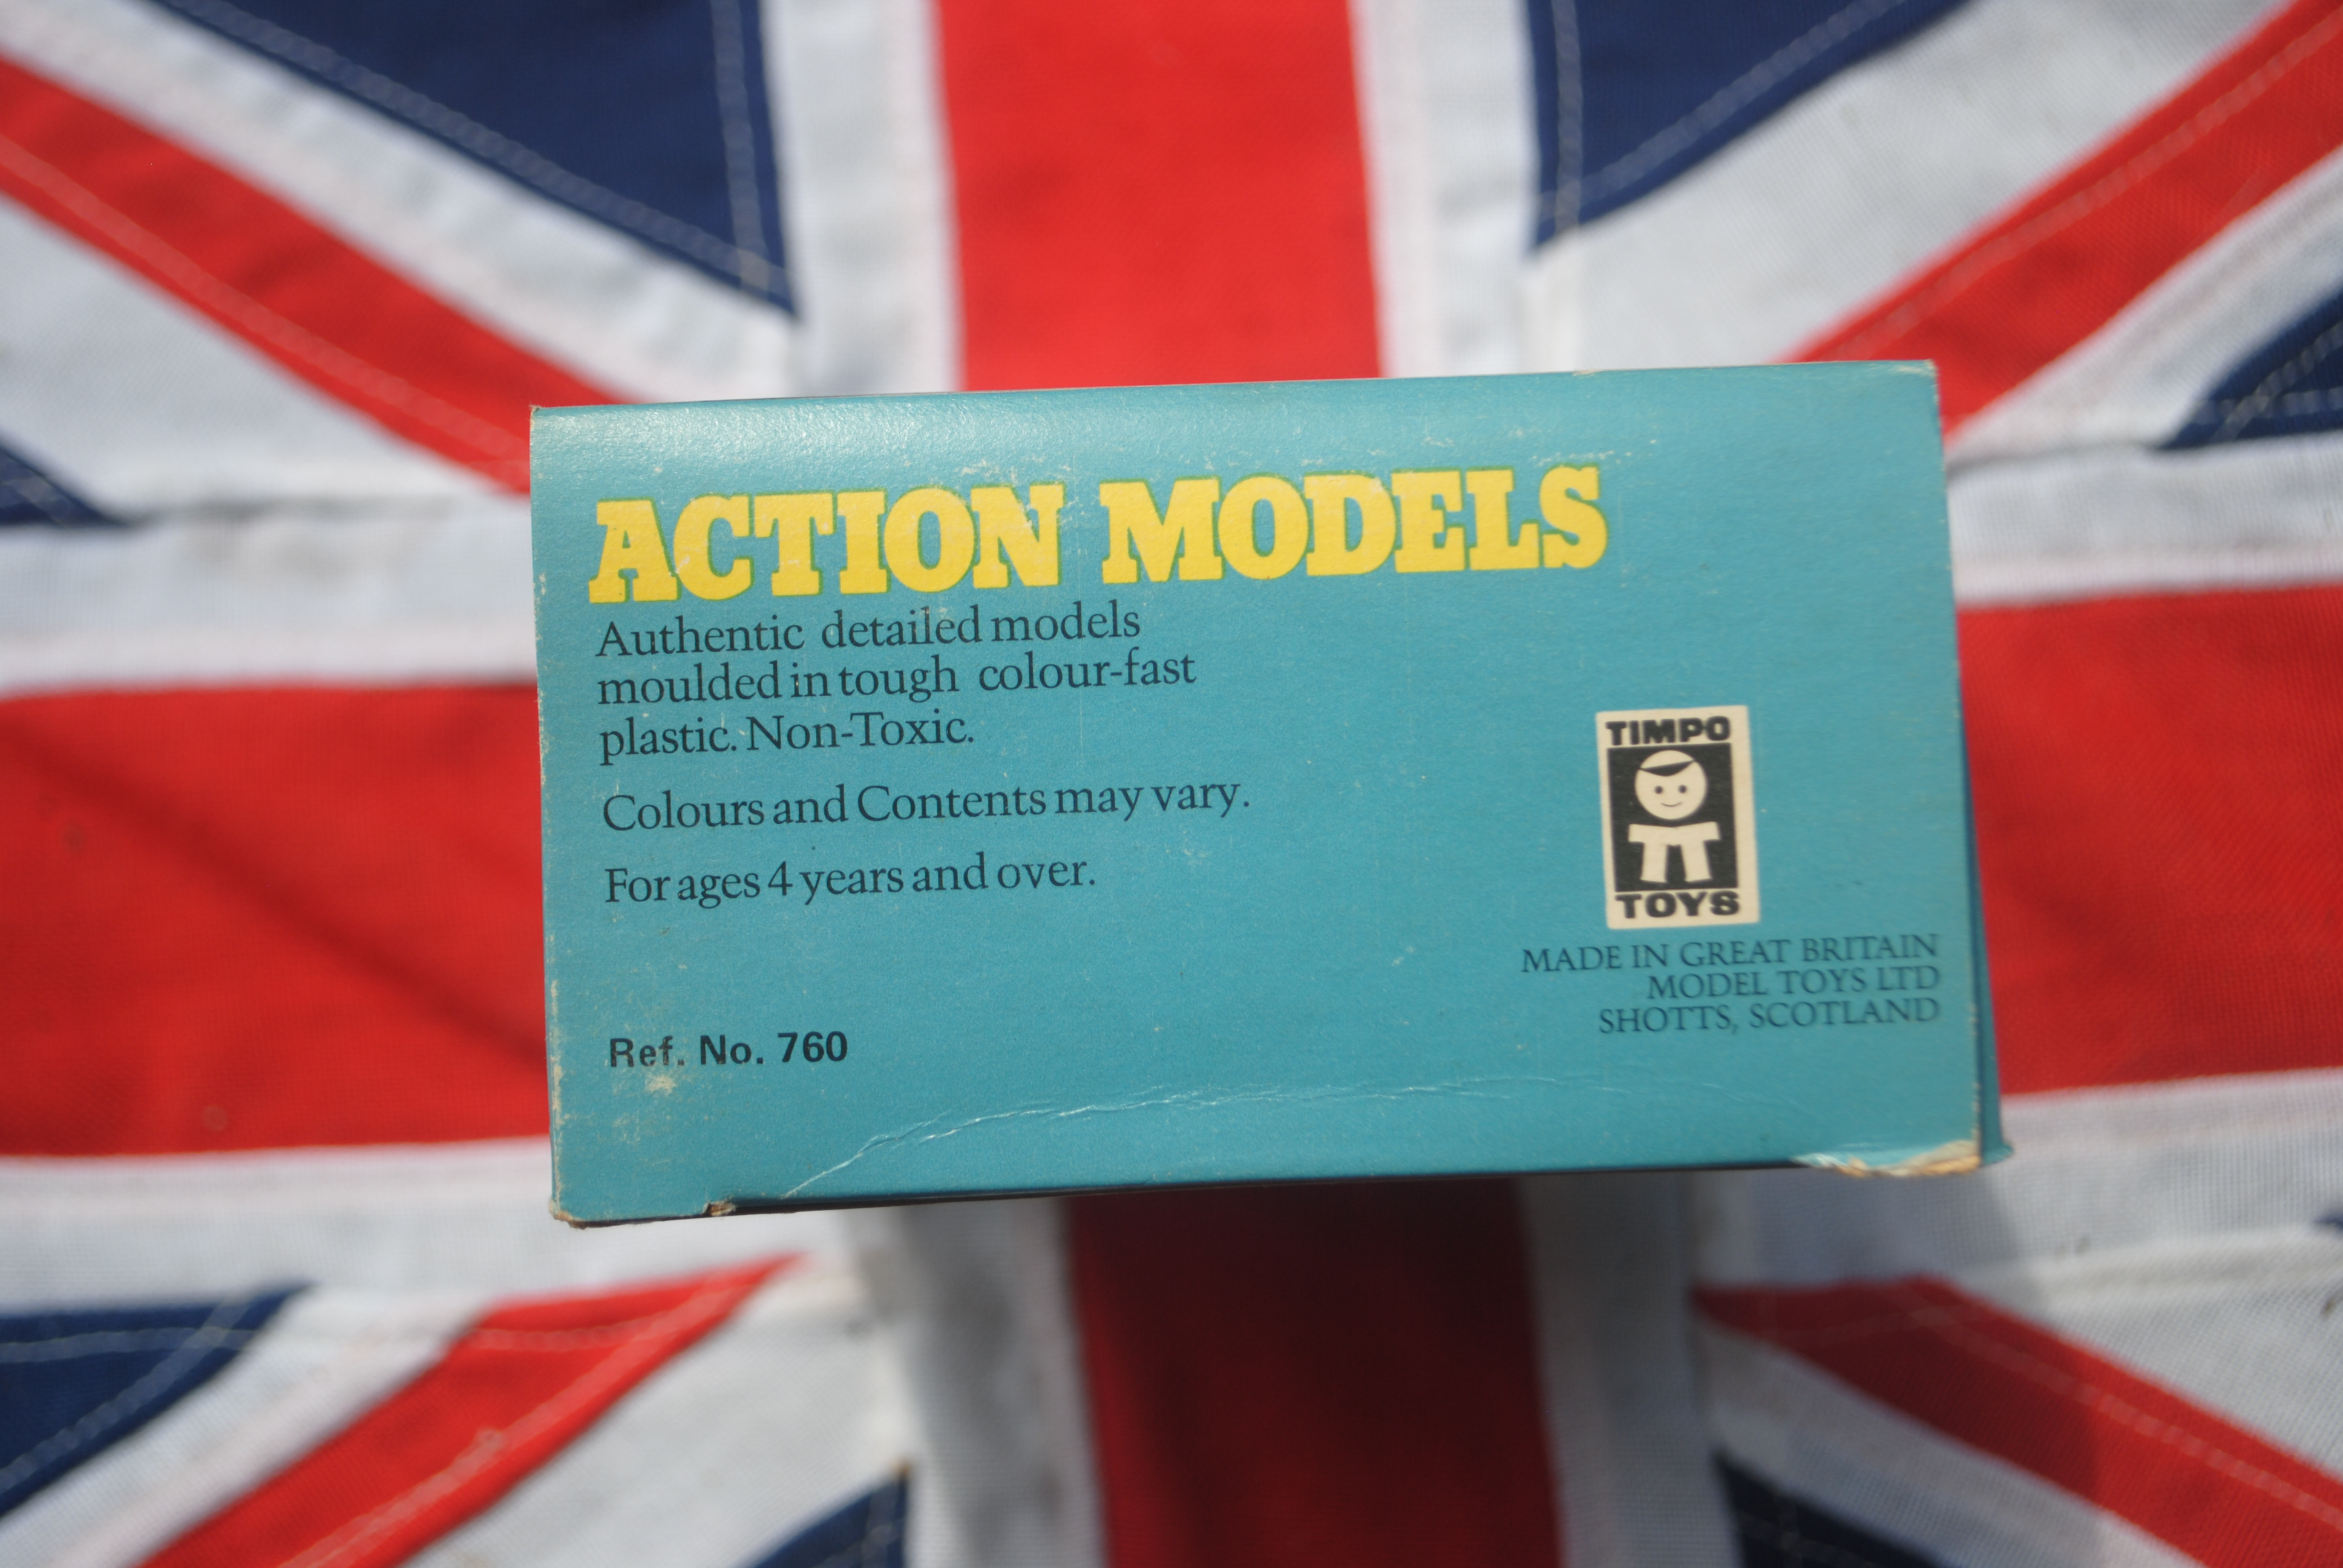 ACTION MODELS
Authentic detailed models
moulded in tough colour-fast
plastic. Non-Toxic.
Colours and Contents may vary.
For ages 4 years and over.
Ref. No. 760
TIMPO
TOYS
MADE IN GREAT BRITAIN
MODEL TOYS LTD
SHOTTS, SCOTLAND